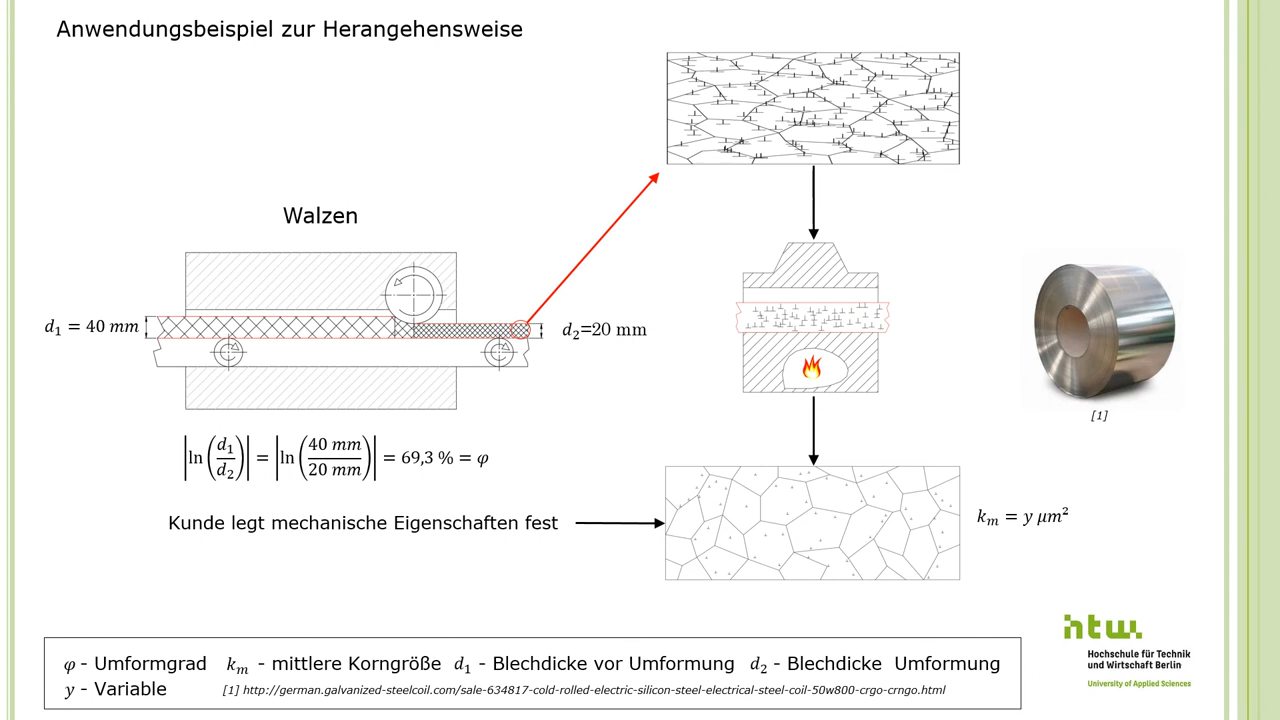 Anwendungsbeispiel zur Herangehensweise
Walzen
d₁ = 40 mm
d₂=20 mm
[1]
|ln(d₁/d₂)| = |ln(40 mm/20 mm)| = 69,3 % = φ
Kunde legt mechanische Eigenschaften fest
kₘ = y μm²
φ - Umformgrad kₘ - mittlere Korngröße d₁ - Blechdicke vor Umformung d₂ - Blechdicke Umformung
y - Variable [1] http://german.galvanized-steelcoil.com/sale-634817-cold-rolled-electric-silicon-steel-electrical-steel-coil-50w800-crgo-crngo.html
htw.
Hochschule für Technik
und Wirtschaft Berlin
University of Applied Sciences